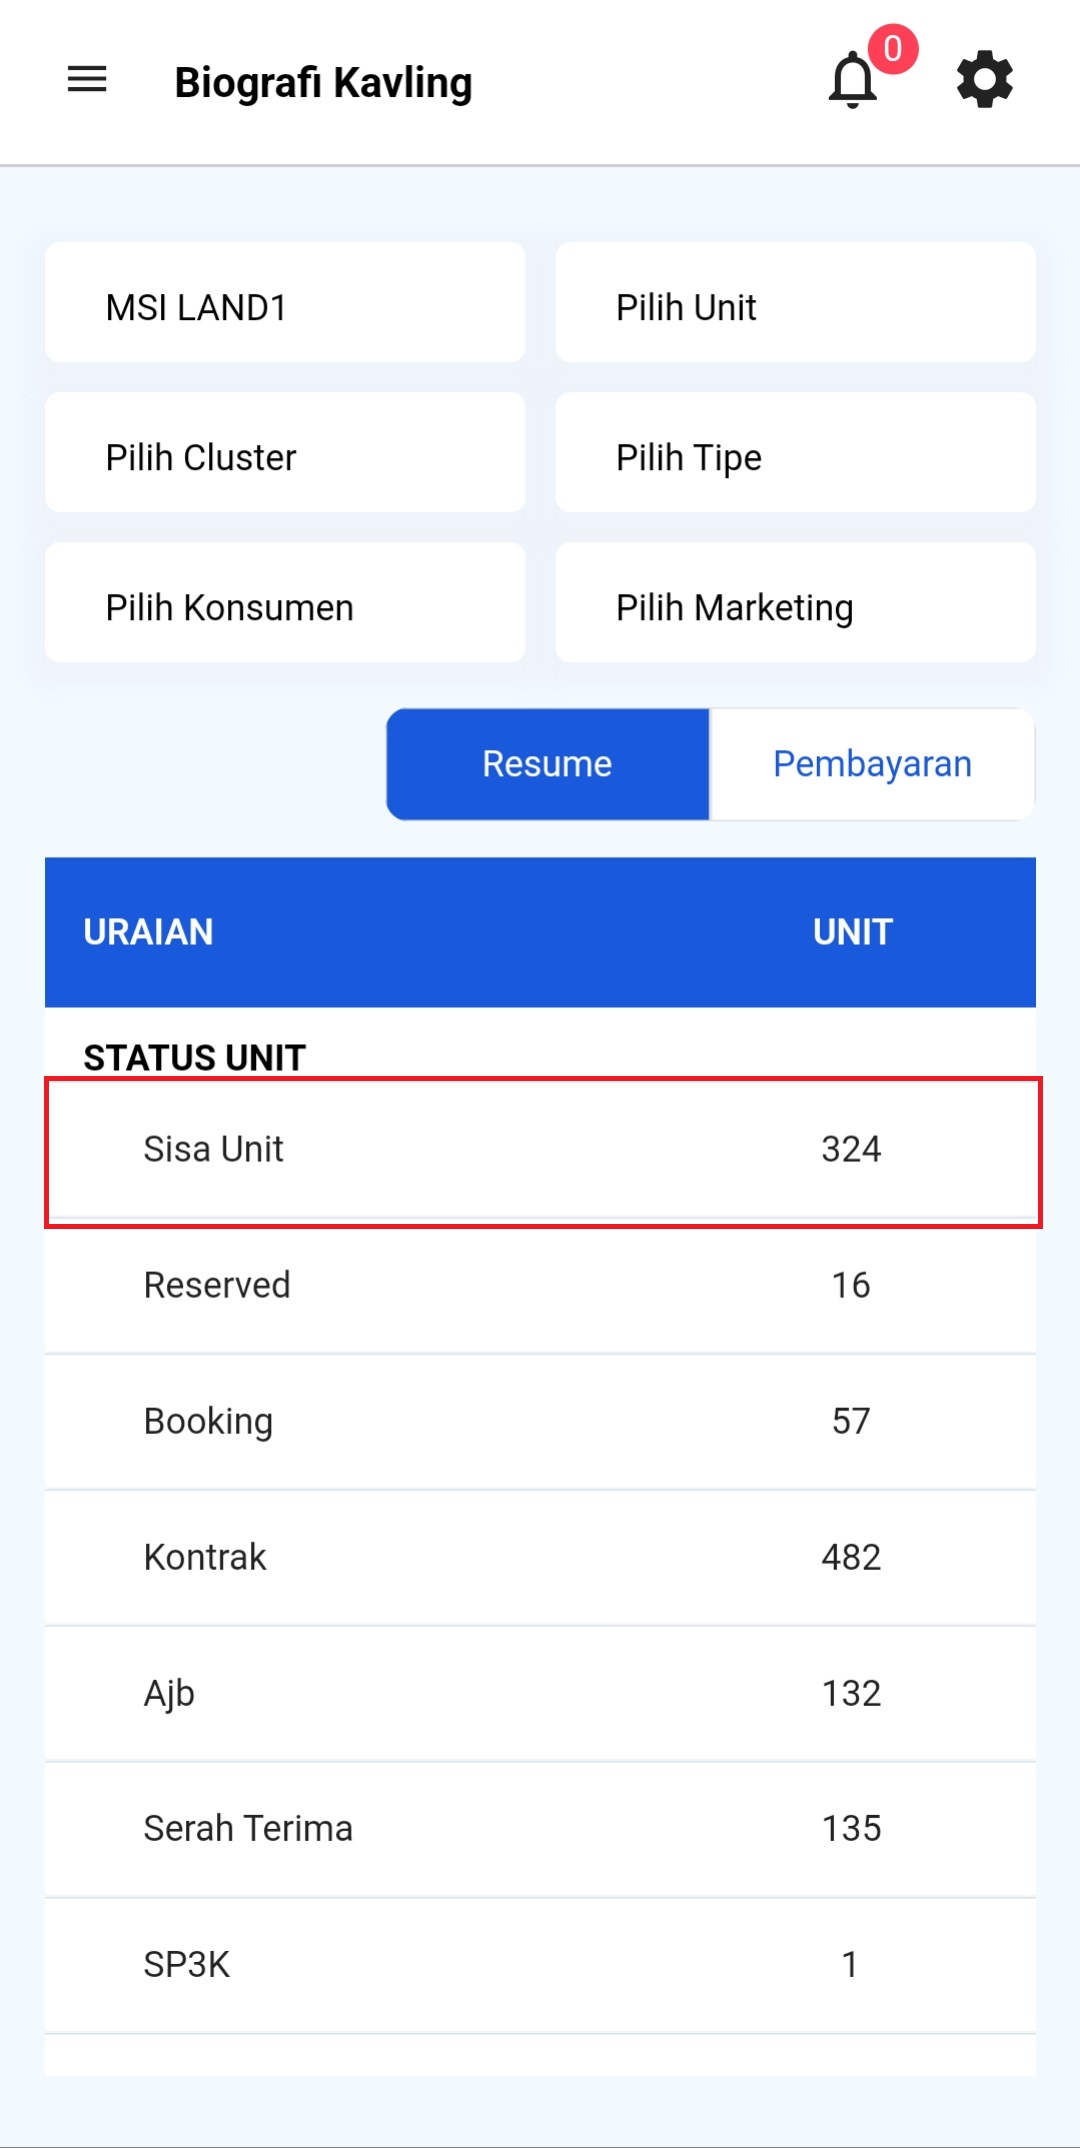 Biografi Kavling
0
MSI LAND1
Pilih Unit
Pilih Cluster
Pilih Tipe
Pilih Konsumen
Pilih Marketing
Resume
Pembayaran
URAIAN UNIT
STATUS UNIT
Sisa Unit 324
Reserved 16
Booking 57
Kontrak 482
Ajb 132
Serah Terima 135
SP3K 1